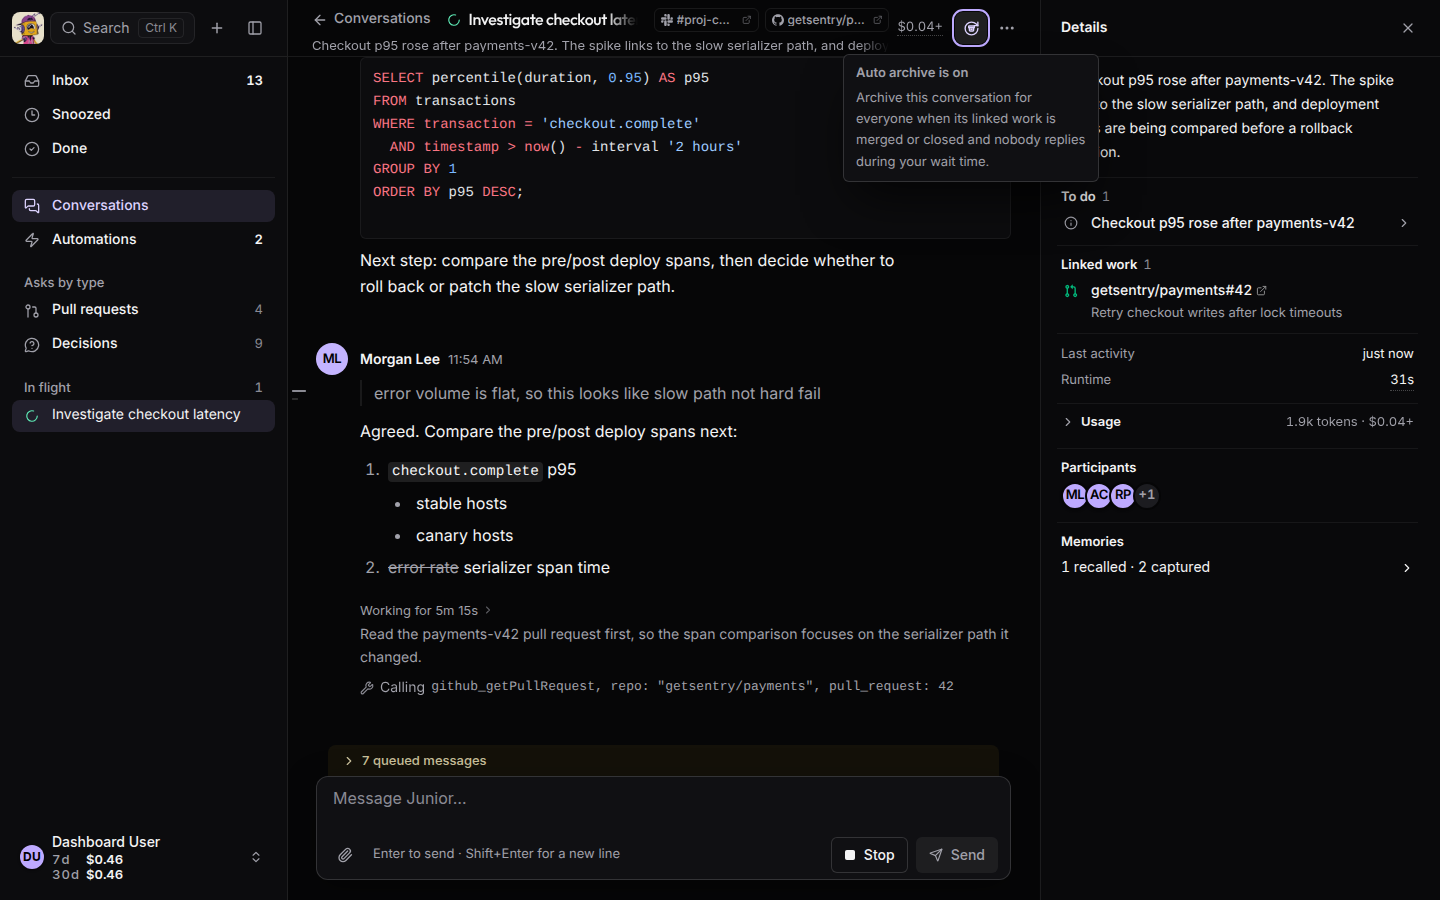 Search
Ctrl K
Inbox
13
Snoozed
Done
Conversations
Automations
2
Asks by type
Pull requests
4
Decisions
9
In flight
1
Investigate checkout latency
Dashboard User
7d $0.46
30d $0.46
DU
Conversations
Investigate checkout late
#proj-c...
getsentry/p...
$0.04+
Checkout p95 rose after payments-v42. The spike links to the slow serializer path, and deploy
Auto archive is on
Archive this conversation for
everyone when its linked work is
merged or closed and nobody replies
during your wait time.
SELECT percentile(duration, 0.95) AS p95
FROM transactions
WHERE transaction = 'checkout.complete'
AND timestamp > now() - interval '2 hours'
GROUP BY 1
ORDER BY p95 DESC;
Next step: compare the pre/post deploy spans, then decide whether to
roll back or patch the slow serializer path.
ML
Morgan Lee 11:54 AM
error volume is flat, so this looks like slow path not hard fail
Agreed. Compare the pre/post deploy spans next:
1. checkout.complete p95
• stable hosts
• canary hosts
2. error rate serializer span time
Working for 5m 15s
Read the payments-v42 pull request first, so the span comparison focuses on the serializer path it
changed.
Calling github_getPullRequest, repo: "getsentry/payments", pull_request: 42
7 queued messages
Message Junior...
Enter to send · Shift+Enter for a new line
Stop
Send
Details
kout p95 rose after payments-v42. The spike
o the slow serializer path, and deployment
are being compared before a rollback
on.
To do 1
Checkout p95 rose after payments-v42
Linked work 1
getsentry/payments#42
Retry checkout writes after lock timeouts
Last activity
just now
Runtime
31s
Usage
1.9k tokens · $0.04+
Participants
ML AC RP +1
Memories
1 recalled · 2 captured